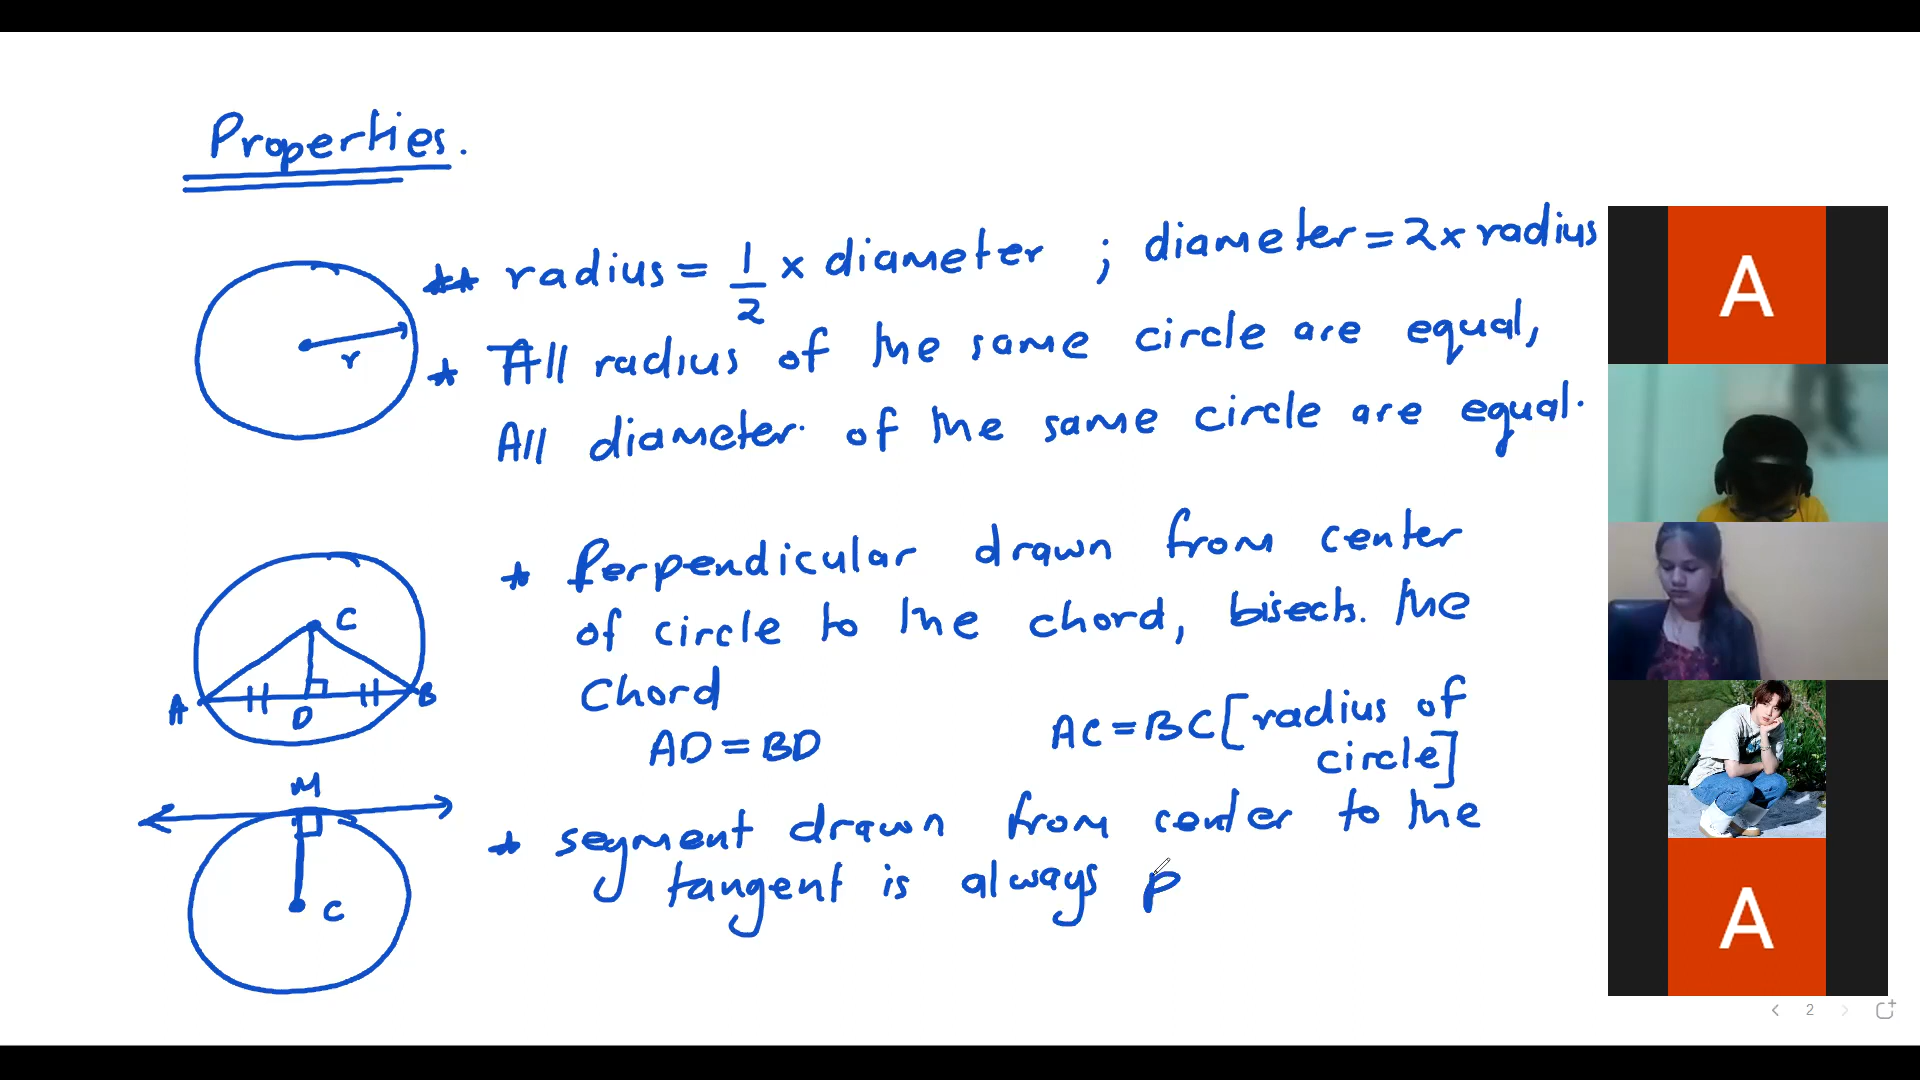 Properties.
** radius = 1/2 x diameter ; diameter = 2 x radius
r
* All radius of the same circle are equal,
All diameter. of the same circle are equal.
* Perpendicular drawn from center
of circle to the chord, bisects. the
chord
C
A D B
AD = BD AC = BC [radius of
circle]
M
* segment drawn from center to the
tangent is always p
C
A
A
2